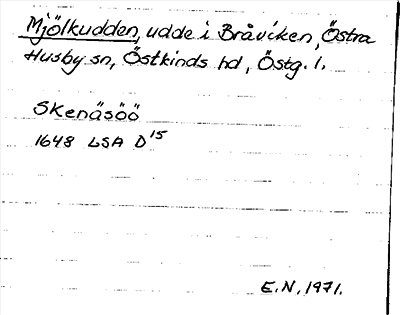 Mjölkudden, udde i Bråviken, Östra
Husby sn, Östkinds hd, Östg. l.
Skenäsöö
1648 LSA D15
E.N, 1971.